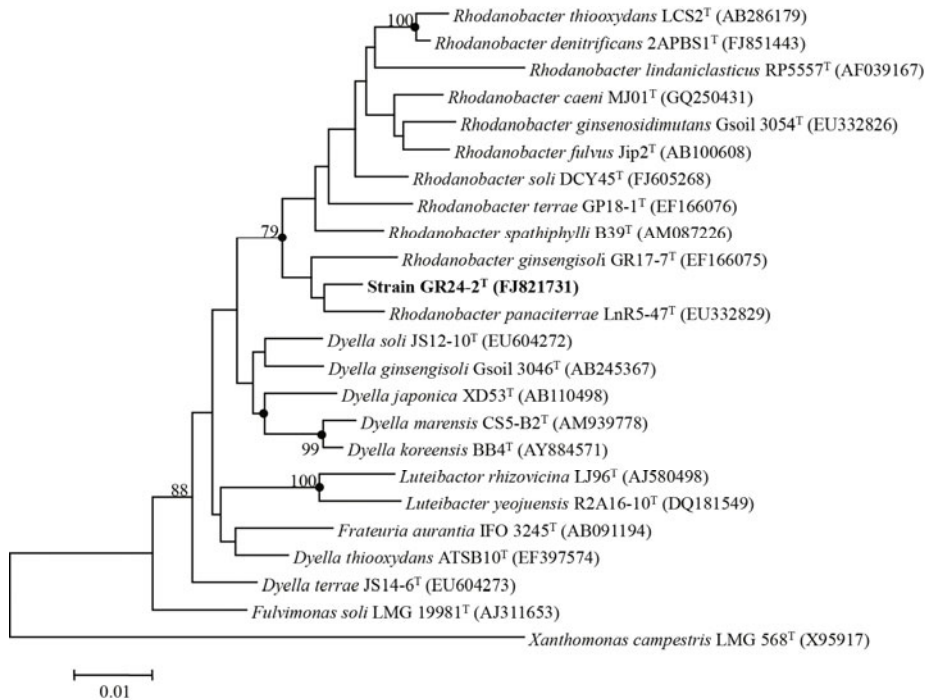 100
Rhodanobacter thiooxydans LCS2ᵀ (AB286179)
Rhodanobacter denitrificans 2APBS1ᵀ (FJ851443)
Rhodanobacter lindaniclasticus RP5557ᵀ (AF039167)
Rhodanobacter caeni MJ01ᵀ (GQ250431)
Rhodanobacter ginsenosidimutans Gsoil 3054ᵀ (EU332826)
Rhodanobacter fulvus Jip2ᵀ (AB100608)
Rhodanobacter soli DCY45ᵀ (FJ605268)
Rhodanobacter terrae GP18-1ᵀ (EF166076)
79
Rhodanobacter spathiphylli B39ᵀ (AM087226)
Rhodanobacter ginsengisoli GR17-7ᵀ (EF166075)
Strain GR24-2ᵀ (FJ821731)
Rhodanobacter panaciterrae LnR5-47ᵀ (EU332829)
Dyella soli JS12-10ᵀ (EU604272)
Dyella ginsengisoli Gsoil 3046ᵀ (AB245367)
Dyella japonica XD53ᵀ (AB110498)
Dyella marensis CS5-B2ᵀ (AM939778)
99
Dyella koreensis BB4ᵀ (AY884571)
100
Luteibactor rhizovicina LJ96ᵀ (AJ580498)
88
Luteibacter yeojuensis R2A16-10ᵀ (DQ181549)
Frateuria aurantia IFO 3245ᵀ (AB091194)
Dyella thiooxydans ATSB10ᵀ (EF397574)
Dyella terrae JS14-6ᵀ (EU604273)
Fulvimonas soli LMG 19981ᵀ (AJ311653)
Xanthomonas campestris LMG 568ᵀ (X95917)
0.01